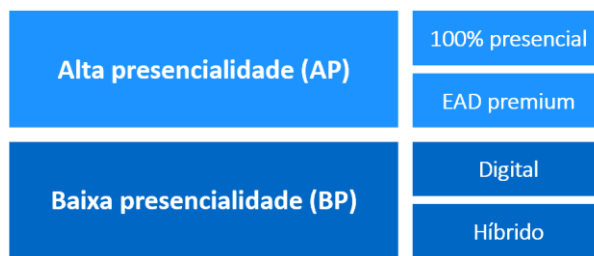 Alta presencialidade (AP)
100% presencial
EAD premium
Baixa presencialidade (BP)
Digital
Híbrido